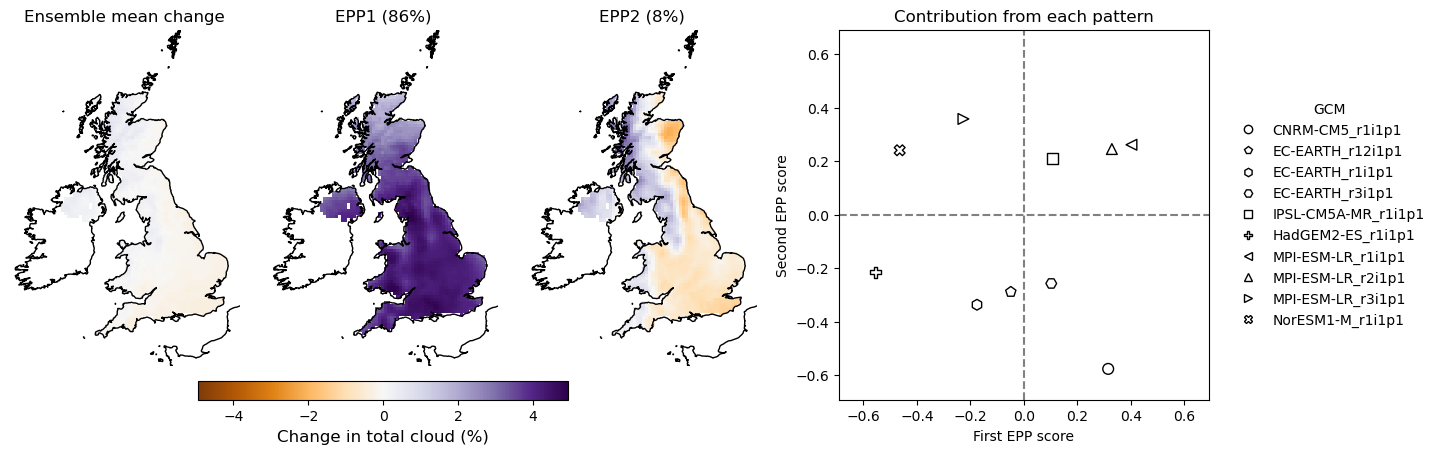 Ensemble mean change
EPP1 (86%)
EPP2 (8%)
Contribution from each pattern
−4 −2 0 2 4
Change in total cloud (%)
Second EPP score
0.6
0.4
0.2
0.0
−0.2
−0.4
−0.6
−0.6 −0.4 −0.2 0.0 0.2 0.4 0.6
First EPP score
GCM
CNRM-CM5_r1i1p1
EC-EARTH_r12i1p1
EC-EARTH_r1i1p1
EC-EARTH_r3i1p1
IPSL-CM5A-MR_r1i1p1
HadGEM2-ES_r1i1p1
MPI-ESM-LR_r1i1p1
MPI-ESM-LR_r2i1p1
MPI-ESM-LR_r3i1p1
NorESM1-M_r1i1p1